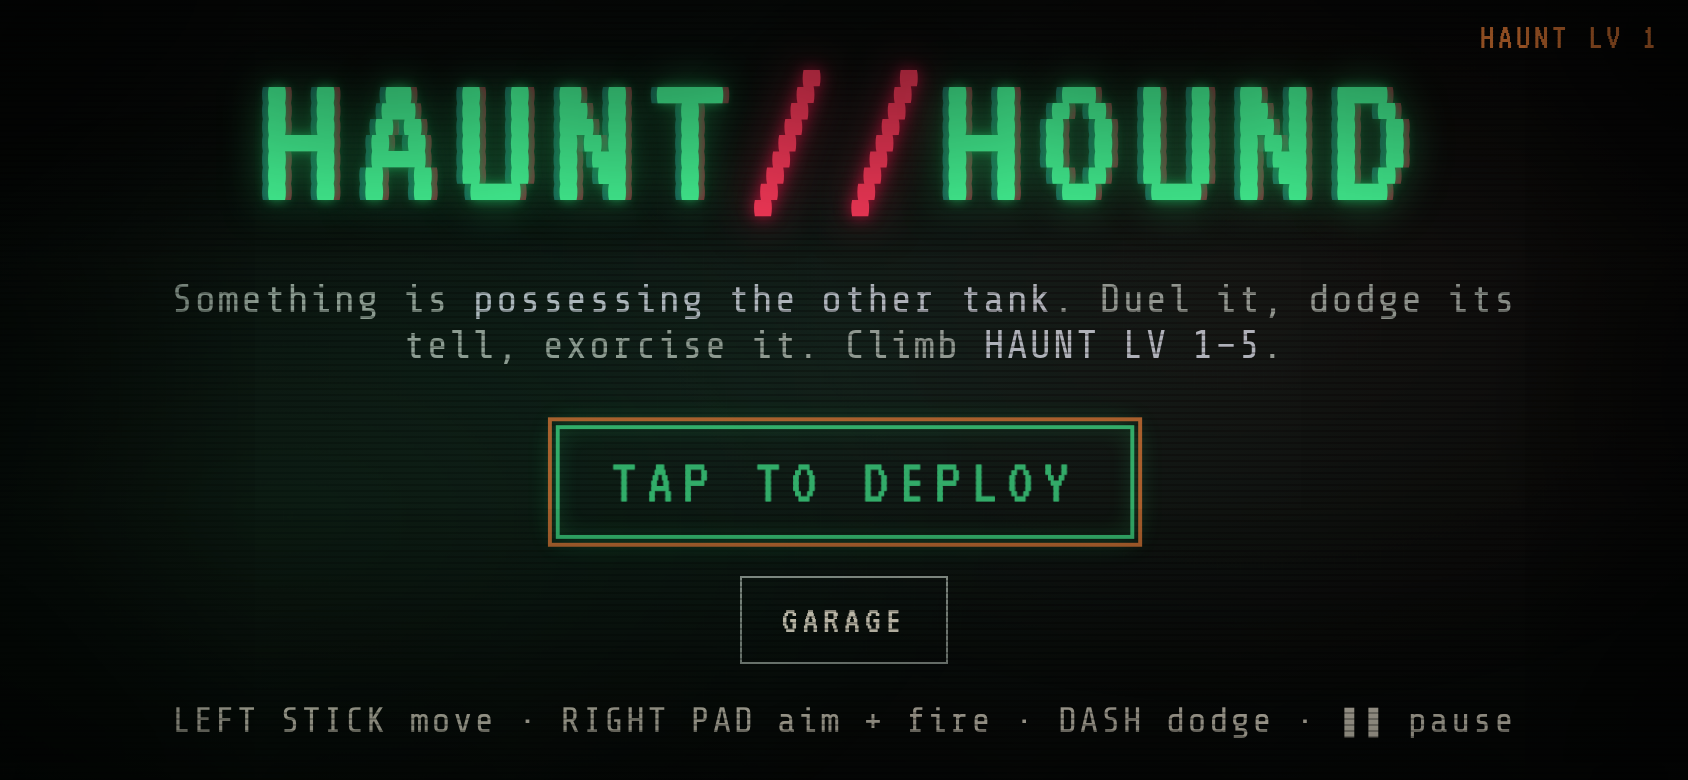 HAUNT LV 1
HAUNT//HOUND
Something is possessing the other tank. Duel it, dodge its
tell, exorcise it. Climb HAUNT LV 1–5.
TAP TO DEPLOY
GARAGE
LEFT STICK move · RIGHT PAD aim + fire · DASH dodge · ❚❚ pause